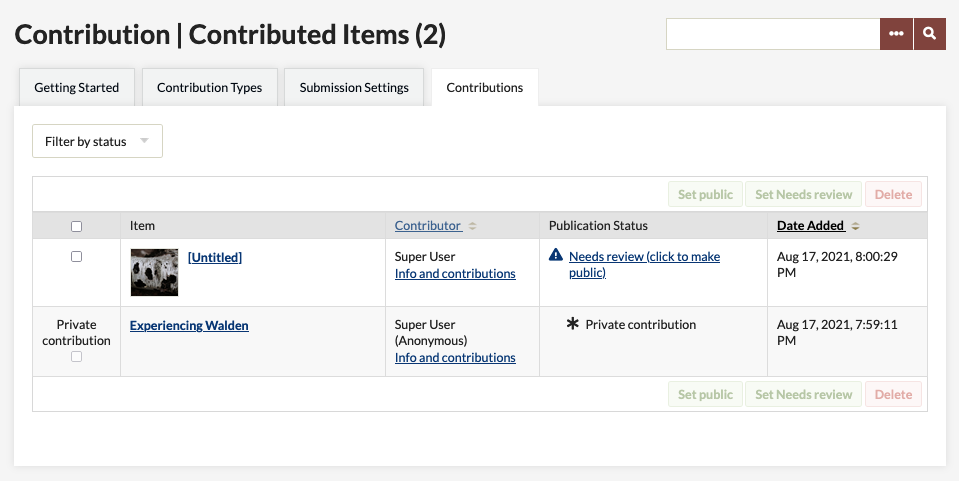 Contribution | Contributed Items (2)
Getting Started
Contribution Types
Submission Settings
Contributions
Filter by status
Set public
Set Needs review
Delete
Item
Contributor
Publication Status
Date Added
[Untitled]
Super User
Info and contributions
Needs review (click to make
public)
Aug 17, 2021, 8:00:29
PM
Private
contribution
Experiencing Walden
Super User
(Anonymous)
Info and contributions
Private contribution
Aug 17, 2021, 7:59:11
PM
Set public
Set Needs review
Delete